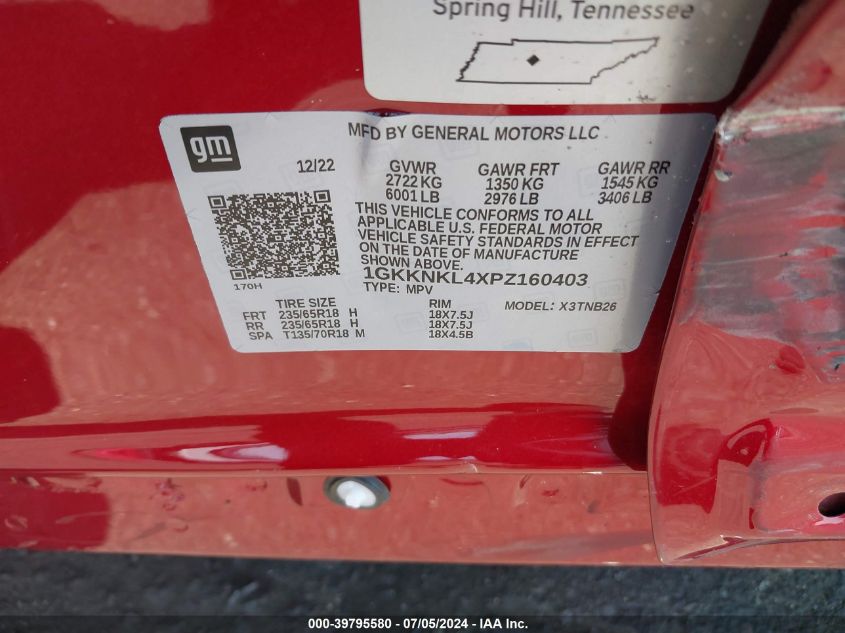 Spring Hill, Tennessee
gm
MFD BY GENERAL MOTORS LLC
12/22
GVWR GAWR FRT GAWR RR
2722 KG 1350 KG 1545 KG
6001 LB 2976 LB 3406 LB
THIS VEHICLE CONFORMS TO ALL
APPLICABLE U.S. FEDERAL MOTOR
VEHICLE SAFETY STANDARDS IN EFFECT
ON THE DATE OF MANUFACTURE
SHOWN ABOVE.
170H
1GKKNKL4XPZ160403
TYPE: MPV
TIRE SIZE RIM MODEL: X3TNB26
FRT 235/65R18 H 18X7.5J
RR 235/65R18 H 18X7.5J
SPA T135/70R18 M 18X4.5B
000-39795580 - 07/05/2024 - IAA Inc.